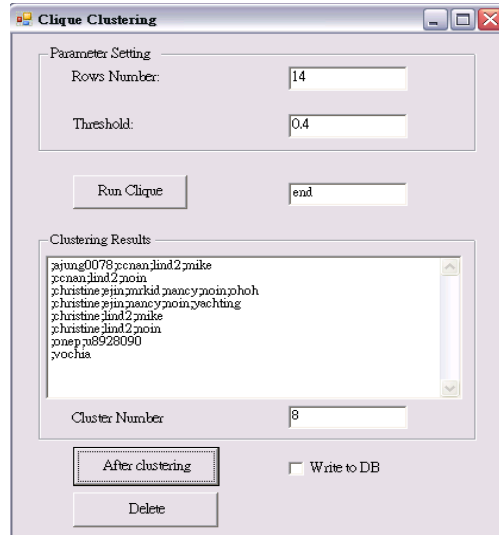 Clique Clustering
Parameter Setting
Rows Number: 14
Threshold: 0.4
Run Clique end
Clustering Results
;ajung0078;ccnan;lind2;mike
;ccnan;lind2;noin
;christine;ejin;mrkid;nancy;noin;ohoh
;christine;ejin;nancy;noin;yachting
;christine;lind2;mike
;christine;lind2;noin
;onep;u8928090
;vochia
Cluster Number 8
After clustering Write to DB
Delete